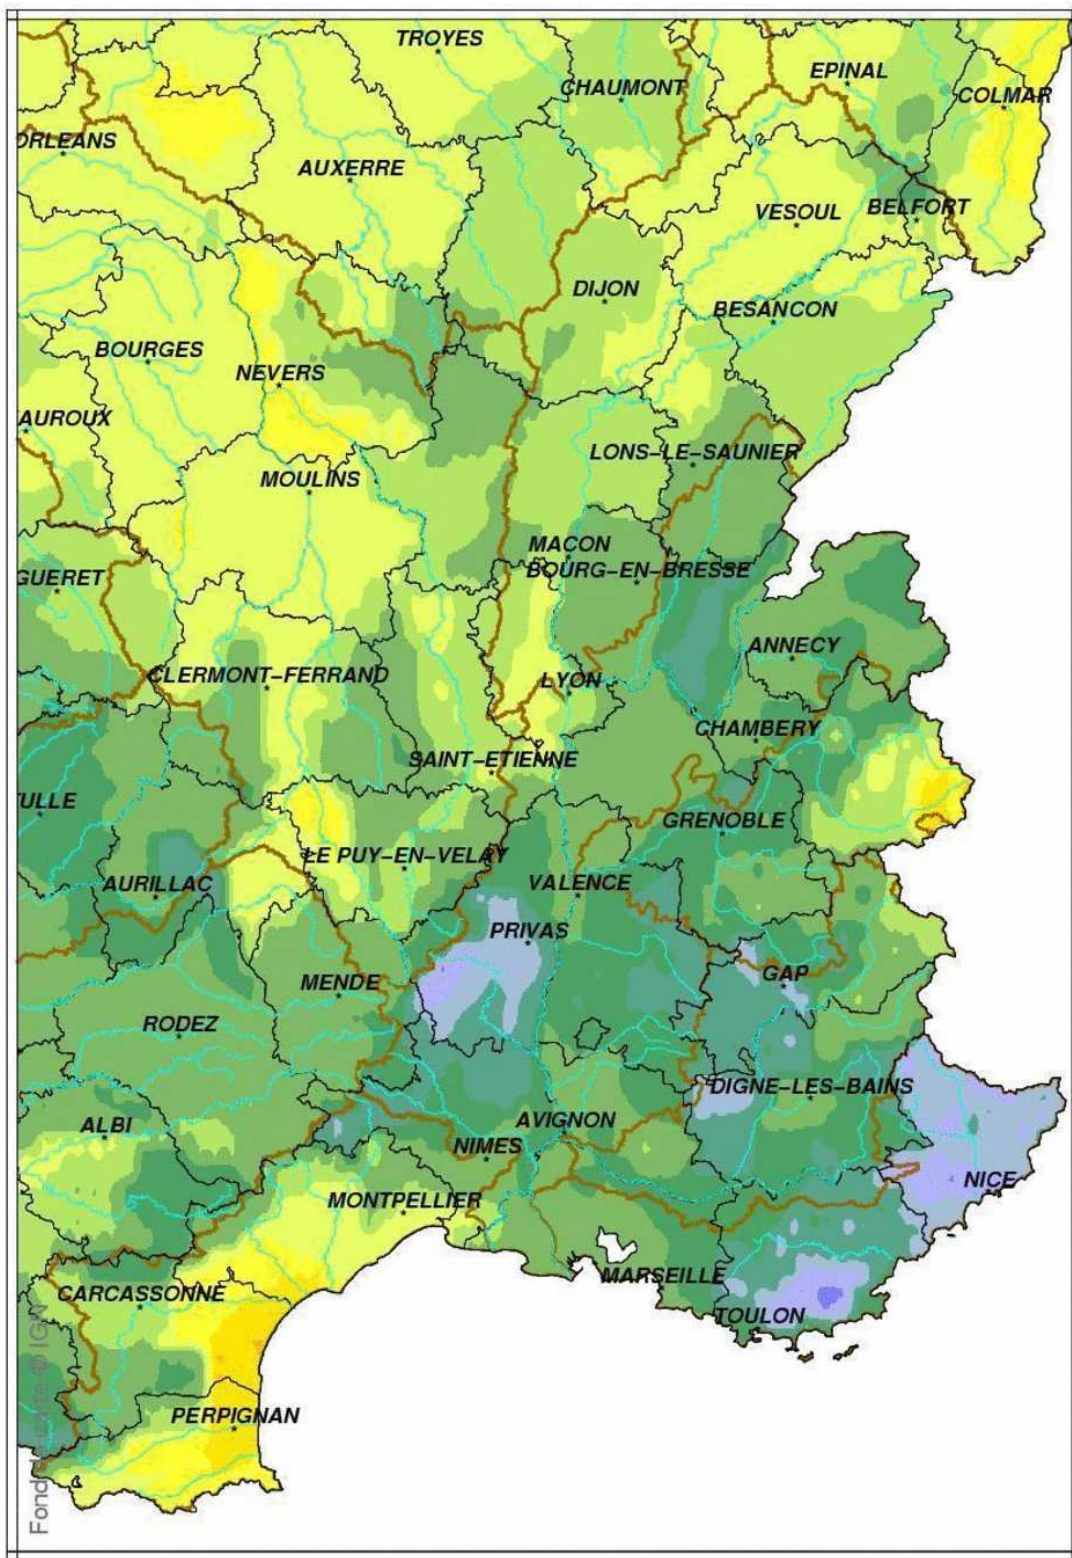 TROYES
EPINAL
CHAUMONT
COLMAR
ORLEANS
AUXERRE
VESOUL
BELFORT
DIJON
BESANCON
BOURGES
NEVERS
AUROUX
LONS-LE-SAUNIER
MOULINS
MACON
BOURG-EN-BRESSE
GUERET
ANNECY
CLERMONT-FERRAND
LYON
CHAMBERY
SAINT-ETIENNE
TULLE
GRENOBLE
LE PUY-EN-VELAY
AURILLAC
VALENCE
PRIVAS
GAP
MENDE
RODEZ
DIGNE-LES-BAINS
ALBI
AVIGNON
NIMES
NICE
MONTPELLIER
MARSEILLE
CARCASSONNE
TOULON
PERPIGNAN
Fond de carte © IGN